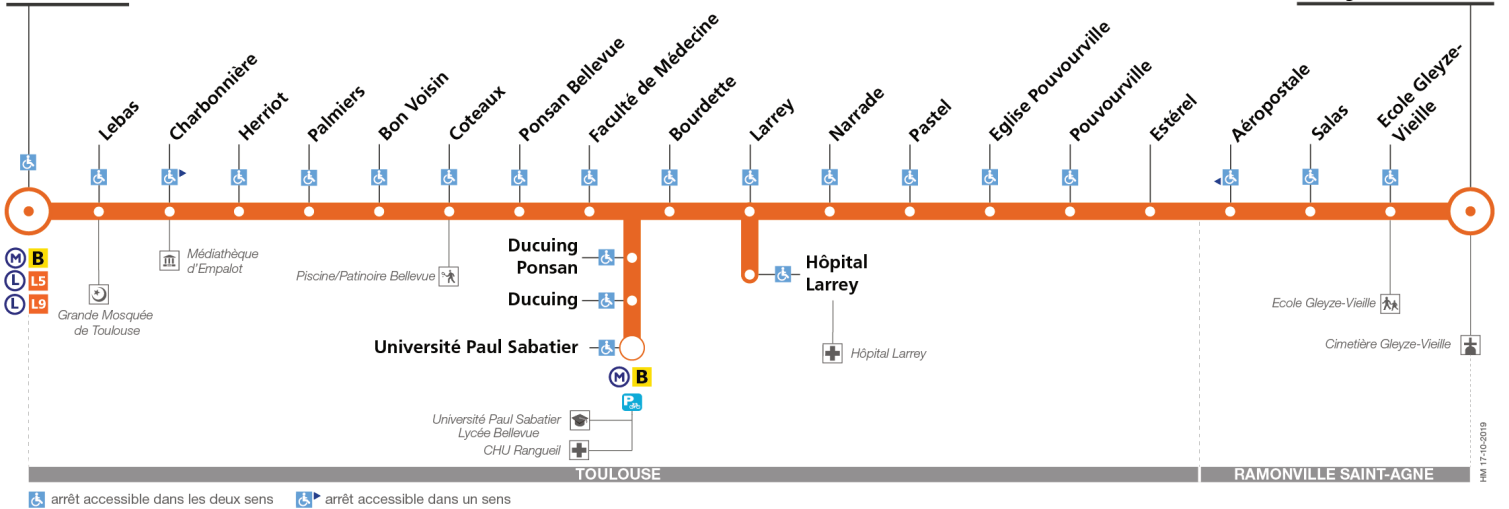 Lebas
Charbonnière
Herriot
Palmiers
Bon Voisin
Coteaux
Ponsan Bellevue
Faculté de Médecine
Bourdette
Larrey
Narrade
Pastel
Eglise Pouvourville
Pouvourville
Estérel
Aéropostale
Salas
Ecole Gleyze-
Vieille
M B
L L5
L L9
Grande Mosquée
de Toulouse
Médiathèque
d'Empalot
Piscine/Patinoire Bellevue
Ducuing
Ponsan
Ducuing
Université Paul Sabatier
M B
P
Université Paul Sabatier
Lycée Bellevue
CHU Rangueil
Hôpital
Larrey
Hôpital Larrey
Ecole Gleyze-Vieille
Cimetière Gleyze-Vieille
HM 17-10-2019
TOULOUSE
RAMONVILLE SAINT-AGNE
arrêt accessible dans les deux sens
arrêt accessible dans un sens